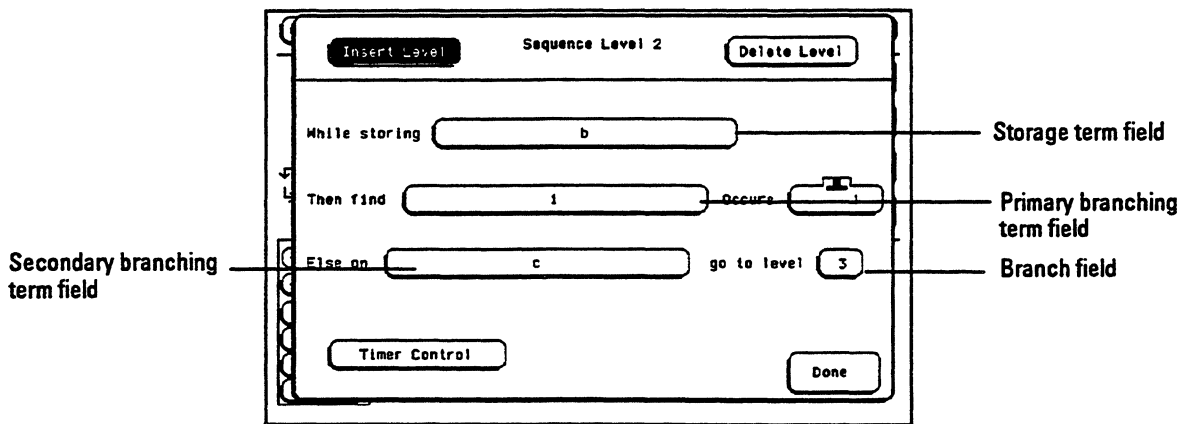 Insert Level Sequence Level 2 Delete Level
While storing b Storage term field
Then find 1 Occurs 1 Primary branching
term field
Secondary branching
term field
Else on c go to level 3 Branch field
Timer Control
Done